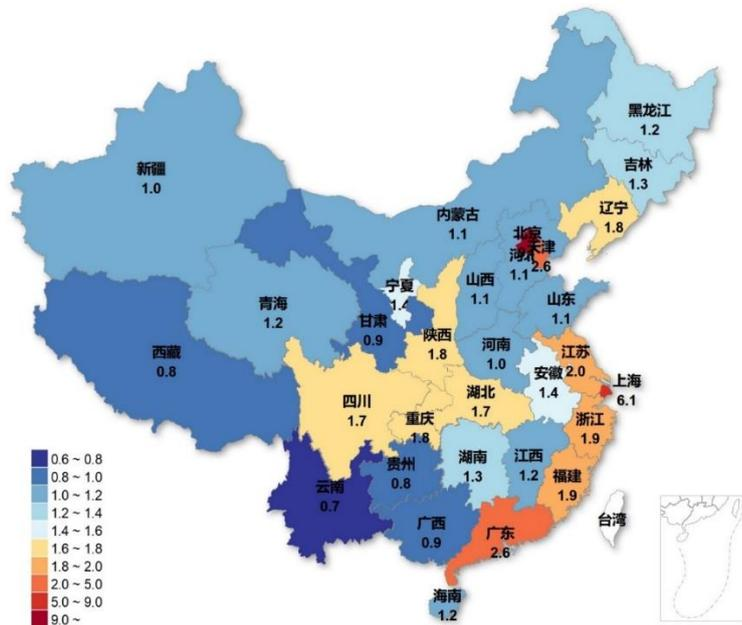 黑龙江
1.2
吉林
1.3
辽宁
1.8
新疆
1.0
内蒙古
1.1
北京
天津
2.6
河北
1.1
宁夏
1.4
山西
1.1
山东
1.1
青海
1.2
甘肃
0.9
陕西
1.8
河南
1.0
江苏
2.0
安徽
1.4
上海
6.1
西藏
0.8
四川
1.7
重庆
1.8
湖北
1.7
浙江
1.9
贵州
0.8
湖南
1.3
江西
1.2
福建
1.9
云南
0.7
广西
0.9
广东
2.6
台湾
海南
1.2
0.6 ~ 0.8
0.8 ~ 1.0
1.0 ~ 1.2
1.2 ~ 1.4
1.4 ~ 1.6
1.6 ~ 1.8
1.8 ~ 2.0
2.0 ~ 5.0
5.0 ~ 9.0
9.0 ~